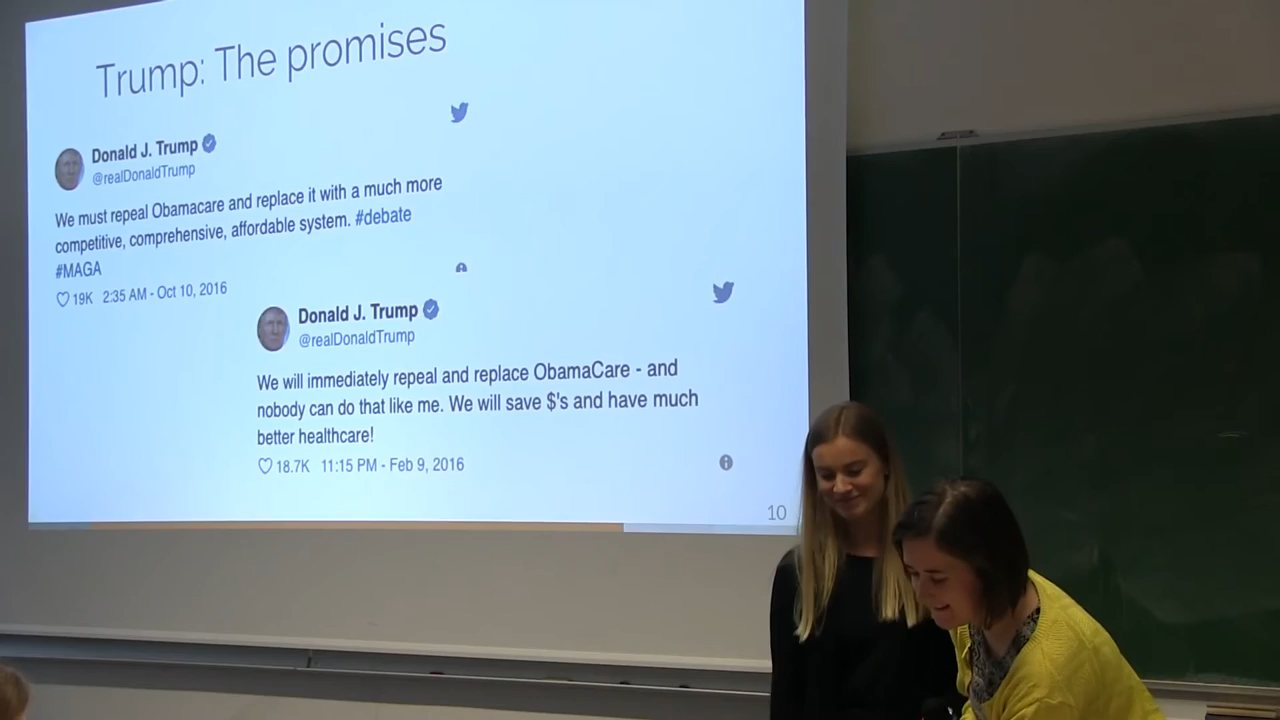 Trump: The promises
Donald J. Trump
@realDonaldTrump
We must repeal Obamacare and replace it with a much more
competitive, comprehensive, affordable system. #debate
#MAGA
19K 2:35 AM - Oct 10, 2016
Donald J. Trump
@realDonaldTrump
We will immediately repeal and replace ObamaCare - and
nobody can do that like me. We will save $'s and have much
better healthcare!
18.7K 11:15 PM - Feb 9, 2016
10